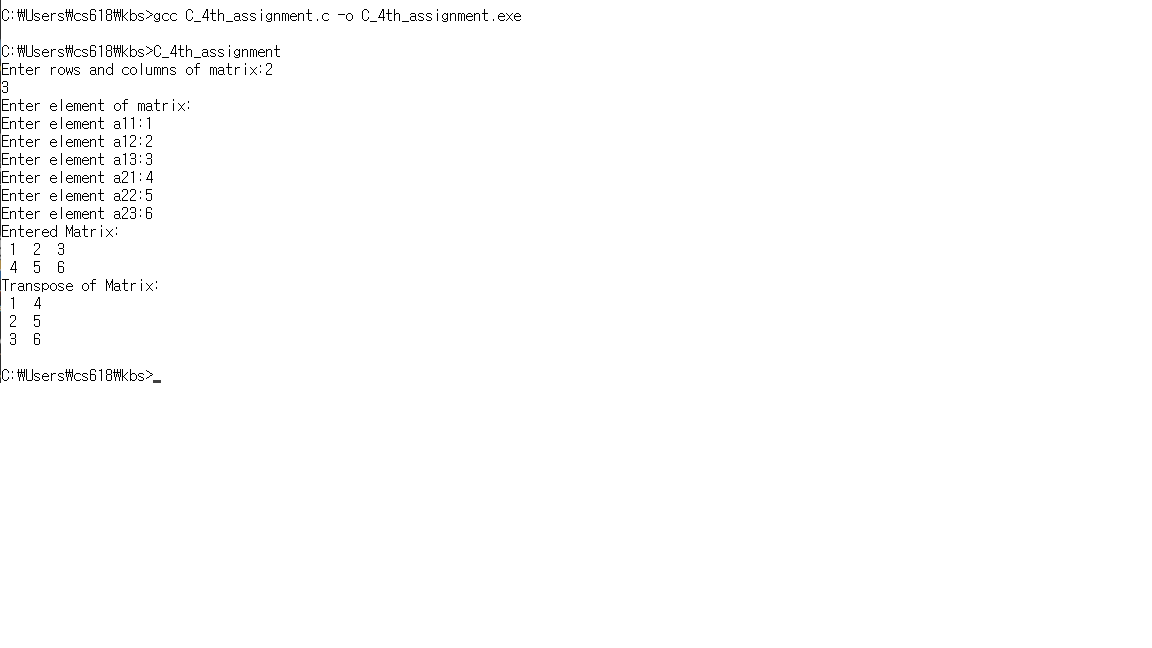 C:₩Users₩cs618₩kbs>gcc C_4th_assignment.c -o C_4th_assignment.exe
C:₩Users₩cs618₩kbs>C_4th_assignment
Enter rows and columns of matrix:2
3
Enter element of matrix:
Enter element a11:1
Enter element a12:2
Enter element a13:3
Enter element a21:4
Enter element a22:5
Enter element a23:6
Entered Matrix:
1 2 3
4 5 6
Transpose of Matrix:
1 4
2 5
3 6
C:₩Users₩cs618₩kbs>_